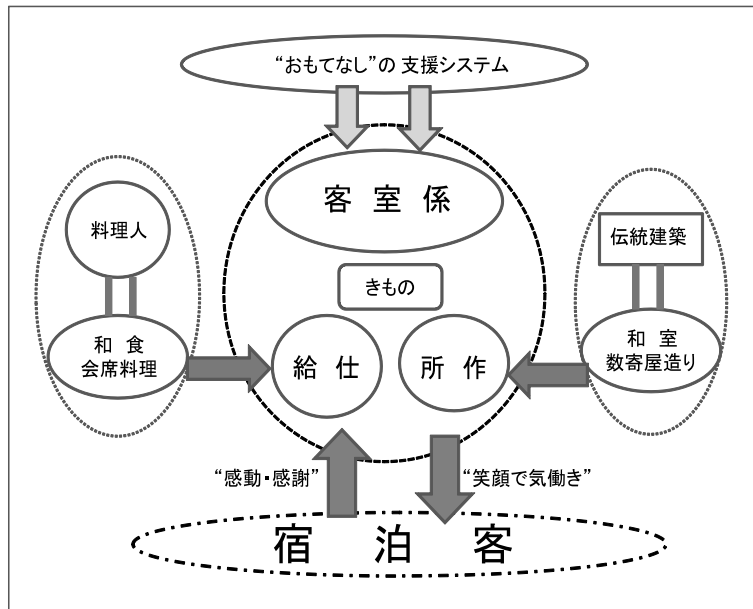 “おもてなし”の 支援システム
客 室 係
料理人
伝統建築
きもの
和 食
会席料理
給 仕
所 作
和 室
数寄屋造り
“感動・感謝”
“笑顔で気働き”
宿 泊 客